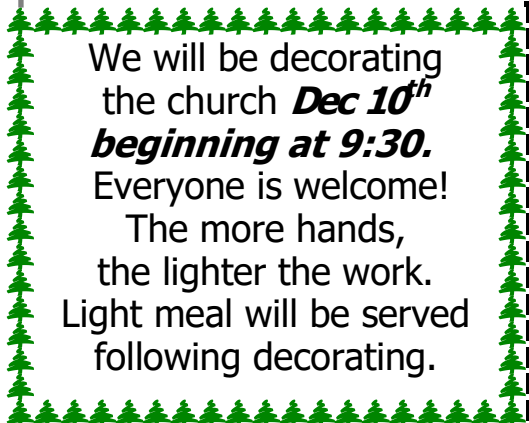 We will be decorating
the church Dec 10th
beginning at 9:30.
Everyone is welcome!
The more hands,
the lighter the work.
Light meal will be served
following decorating.